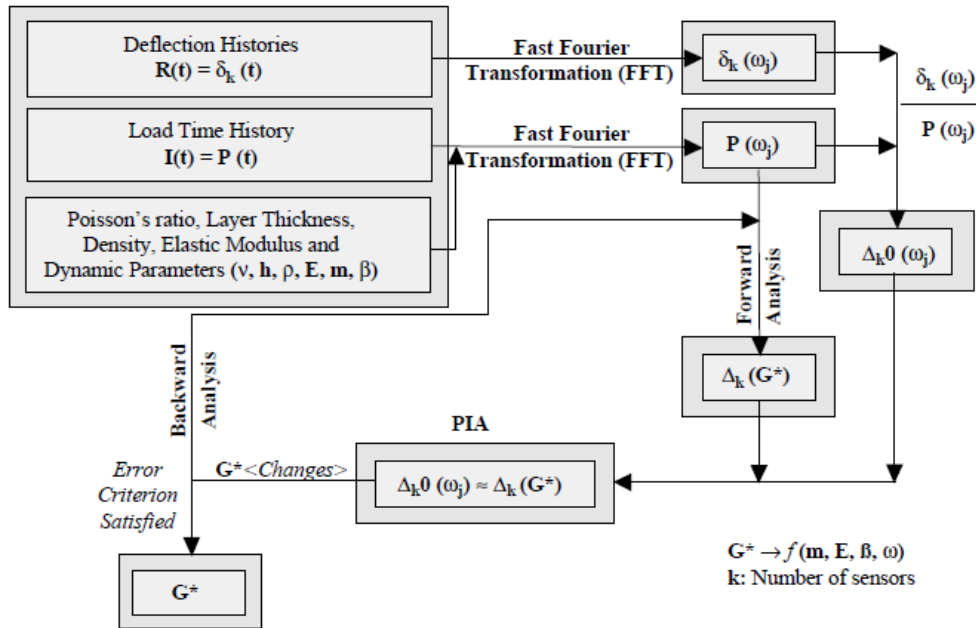 Deflection Histories
R(t) = δk (t)
Fast Fourier
Transformation (FFT)
δk (ωj)
δk (ωj)
P (ωj)
Load Time History
I(t) = P (t)
Fast Fourier
Transformation (FFT)
P (ωj)
Poisson's ratio, Layer Thickness,
Density, Elastic Modulus and
Dynamic Parameters (ν, h, ρ, E, m, β)
Δk0 (ωj)
Forward
Analysis
Δk (G*)
Backward
Analysis
PIA
G* <Changes>
Δk0 (ωj) ≈ Δk (G*)
Error
Criterion
Satisfied
G*
G* → f (m, E, ß, ω)
k: Number of sensors